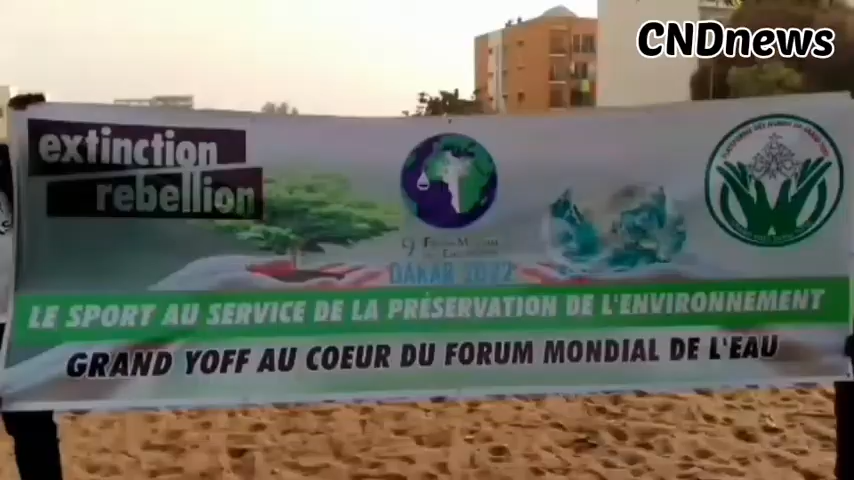 CNDnews
extinction
rebellion
DAKAR 2022
LE SPORT AU SERVICE DE LA PRÉSERVATION DE L'ENVIRONNEMENT
GRAND YOFF AU COEUR DU FORUM MONDIAL DE L'EAU